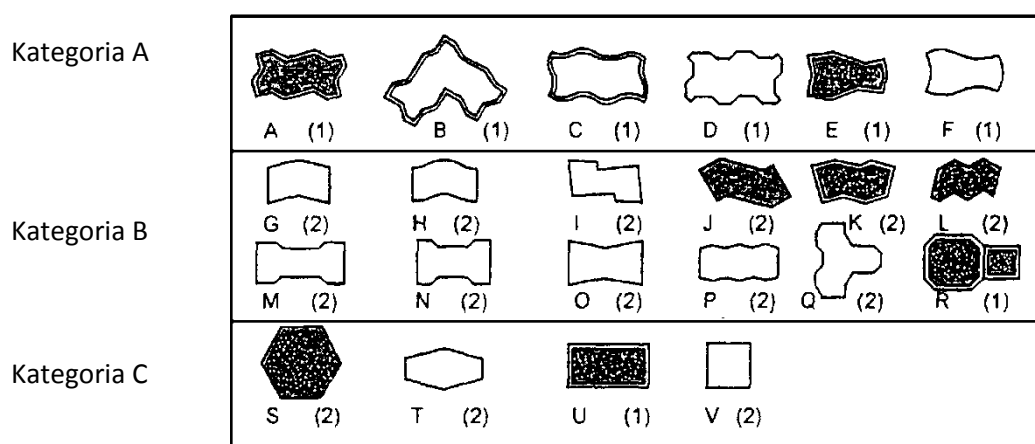 Kategoria A
A (1) B (1) C (1) D (1) E (1) F (1)
Kategoria B
G (2) H (2) I (2) J (2) K (2) L (2)
M (2) N (2) O (2) P (2) Q (2) R (1)
Kategoria C
S (2) T (2) U (1) V (2)